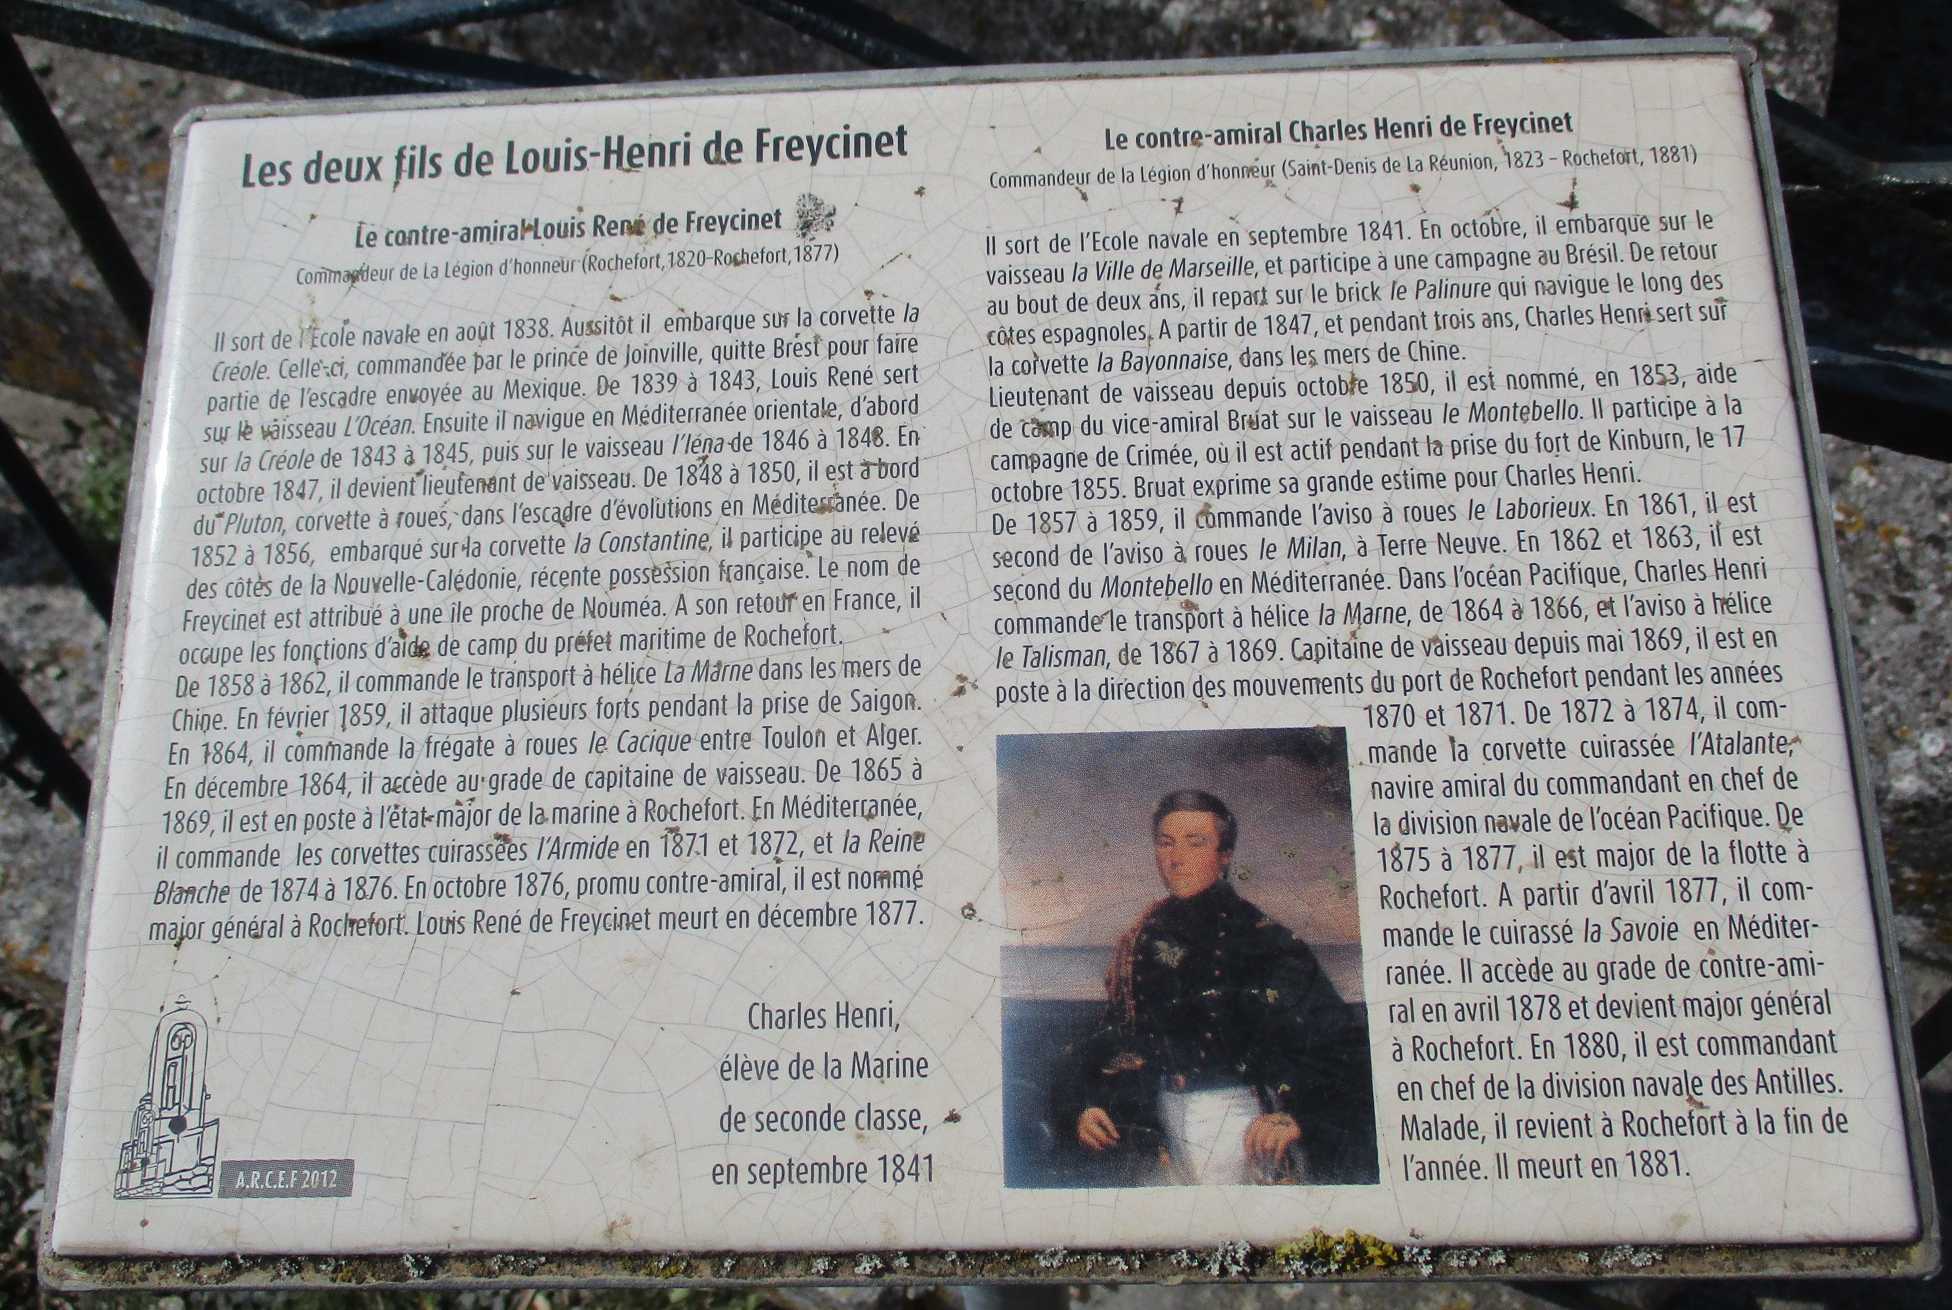 Les deux fils de Louis-Henri de Freycinet
Le contre-amiral Louis René de Freycinet
Commandeur de La Légion d'honneur (Rochefort,1820-Rochefort,1877)
Il sort de l'Ecole navale en août 1838. Aussitôt il embarque sur la corvette la
Créole. Celle-ci, commandée par le prince de Joinville, quitte Brest pour faire
partie de l'escadre envoyée au Mexique. De 1839 à 1843, Louis René sert
sur le vaisseau L'Océan. Ensuite il navigue en Méditerranée orientale, d'abord
sur la Créole de 1843 à 1845, puis sur le vaisseau l'Iéna de 1846 à 1848. En
octobre 1847, il devient lieutenant de vaisseau. De 1848 à 1850, il est à bord
du Pluton, corvette à roues, dans l'escadre d'évolutions en Méditerranée. De
1852 à 1856, embarqué sur la corvette la Constantine, il participe au relevé
des côtes de la Nouvelle-Calédonie, récente possession française. Le nom de
Freycinet est attribué à une île proche de Nouméa. A son retour en France, il
occupe les fonctions d'aide de camp du préfet maritime de Rochefort.
De 1858 à 1862, il commande le transport à hélice La Marne dans les mers de
Chine. En février 1859, il attaque plusieurs forts pendant la prise de Saigon.
En 1864, il commande la frégate à roues le Cacique entre Toulon et Alger.
En décembre 1864, il accède au grade de capitaine de vaisseau. De 1865 à
1869, il est en poste à l'état-major de la marine à Rochefort. En Méditerranée,
il commande les corvettes cuirassées l'Armide en 1871 et 1872, et la Reine
Blanche de 1874 à 1876. En octobre 1876, promu contre-amiral, il est nommé
major général à Rochefort. Louis René de Freycinet meurt en décembre 1877.
Charles Henri,
élève de la Marine
de seconde classe,
en septembre 1841
A.R.C.E.F 2012
Le contre-amiral Charles Henri de Freycinet
Commandeur de la Légion d'honneur (Saint-Denis de La Réunion, 1823 - Rochefort, 1881)
Il sort de l'Ecole navale en septembre 1841. En octobre, il embarque sur le
vaisseau la Ville de Marseille, et participe à une campagne au Brésil. De retour
au bout de deux ans, il repart sur le brick le Palinure qui navigue le long des
côtes espagnoles. A partir de 1847, et pendant trois ans, Charles Henri sert sur
la corvette la Bayonnaise, dans les mers de Chine.
Lieutenant de vaisseau depuis octobre 1850, il est nommé, en 1853, aide
de camp du vice-amiral Bruat sur le vaisseau le Montebello. Il participe à la
campagne de Crimée, où il est actif pendant la prise du fort de Kinburn, le 17
octobre 1855. Bruat exprime sa grande estime pour Charles Henri.
De 1857 à 1859, il commande l'aviso à roues le Laborieux. En 1861, il est
second de l'aviso à roues le Milan, à Terre Neuve. En 1862 et 1863, il est
second du Montebello en Méditerranée. Dans l'océan Pacifique, Charles Henri
commande le transport à hélice la Marne, de 1864 à 1866, et l'aviso à hélice
le Talisman, de 1867 à 1869. Capitaine de vaisseau depuis mai 1869, il est en
poste à la direction des mouvements du port de Rochefort pendant les années
1870 et 1871. De 1872 à 1874, il com-
mande la corvette cuirassée l'Atalante,
navire amiral du commandant en chef de
la division navale de l'océan Pacifique. De
1875 à 1877, il est major de la flotte à
Rochefort. A partir d'avril 1877, il com-
mande le cuirassé la Savoie en Méditer-
ranée. Il accède au grade de contre-ami-
ral en avril 1878 et devient major général
à Rochefort. En 1880, il est commandant
en chef de la division navale des Antilles.
Malade, il revient à Rochefort à la fin de
l'année. Il meurt en 1881.